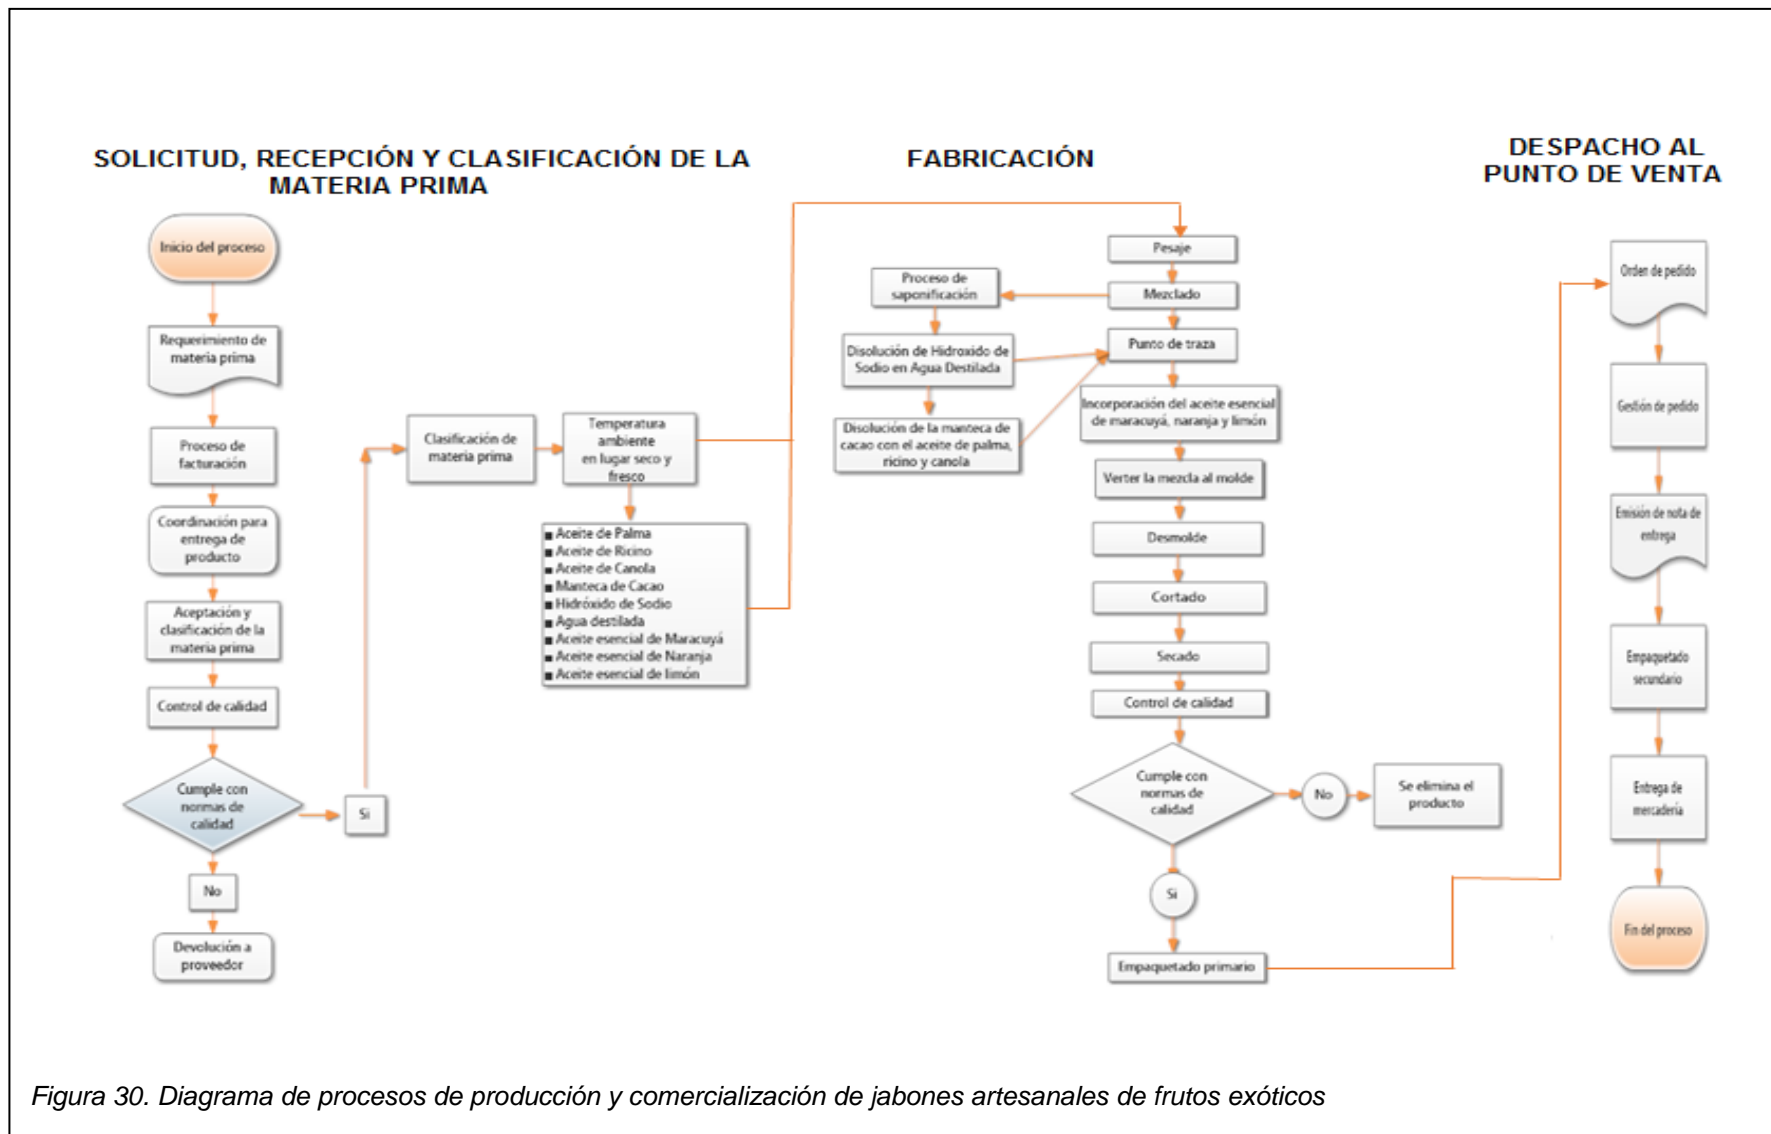 SOLICITUD, RECEPCIÓN Y CLASIFICACIÓN DE LA
MATERIA PRIMA
Inicio del proceso
Requerimiento de
materia prima
Proceso de
facturación
Coordinación para
entrega de
producto
Aceptación y
clasificación de la
materia prima
Control de calidad
Cumple con
normas de
calidad
Si
No
Devolución a
proveedor
Clasificación de
materia prima
Temperatura
ambiente
en lugar seco y
fresco
Aceite de Palma
Aceite de Ricino
Aceite de Canola
Manteca de Cacao
Hidróxido de Sodio
Agua destilada
Aceite esencial de Maracuyá
Aceite esencial de Naranja
Aceite esencial de limón
FABRICACIÓN
Pesaje
Mezclado
Proceso de
saponificación
Disolución de Hidroxido de
Sodio en Agua Destilada
Disolución de la manteca de
cacao con el aceite de palma,
ricino y canola
Punto de traza
Incorporación del aceite esencial
de maracuyá, naranja y limón
Verter la mezcla al molde
Desmolde
Cortado
Secado
Control de calidad
Cumple con
normas de
calidad
No
Se elimina el
producto
Si
Empaquetado primario
DESPACHO AL
PUNTO DE VENTA
Orden de pedido
Gestión de pedido
Emisión de nota de
entrega
Empaquetado
secundario
Entrega de
mercadería
Fin del proceso
Figura 30. Diagrama de procesos de producción y comercialización de jabones artesanales de frutos exóticos